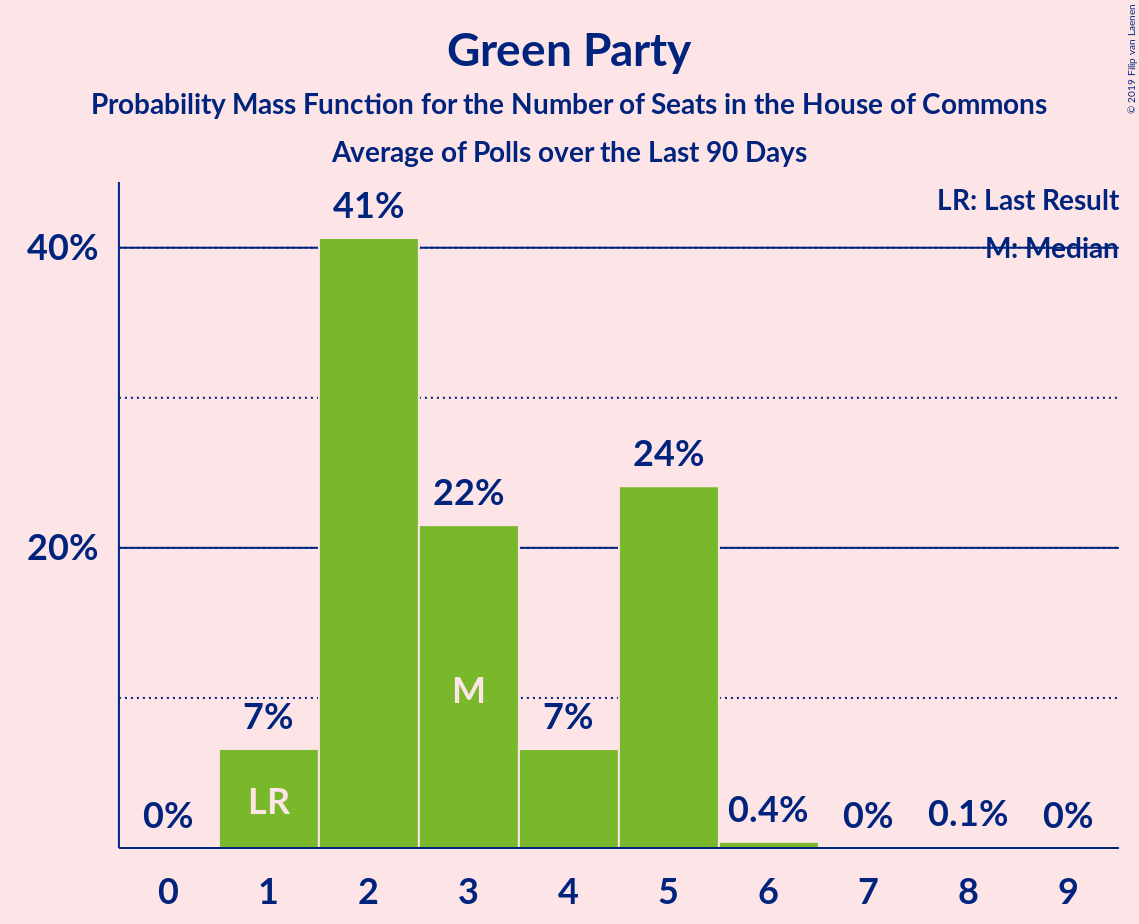 Green Party
Probability Mass Function for the Number of Seats in the House of Commons
Average of Polls over the Last 90 Days
© 2019 Filip van Laenen
LR: Last Result
M: Median
40%
20%
0%
7%
41%
22%
7%
24%
0.4%
0%
0.1%
0%
LR
M
0 1 2 3 4 5 6 7 8 9